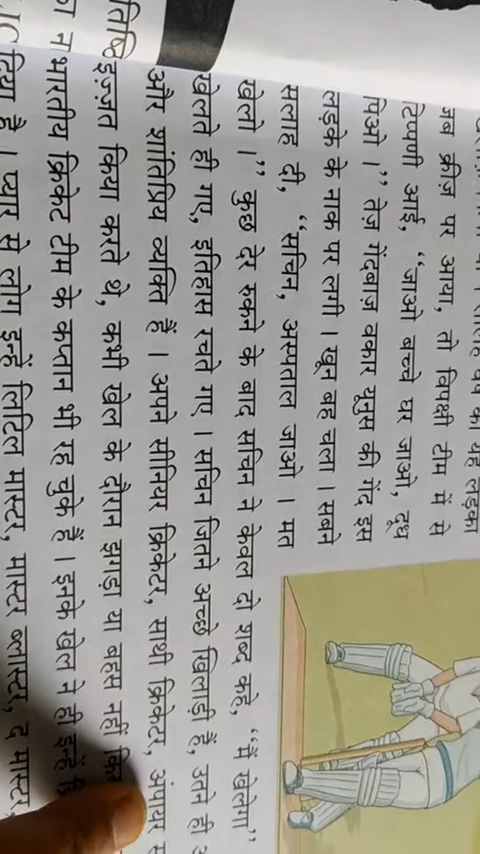 यह लड़का
जब क्रीज़ पर आया, तो विपक्षी टीम में से
टिप्पणी आई, “जाओ बच्चे घर जाओ, दूध
पिओ ।” तेज़ गेंदबाज़ वकार यूनुस की गेंद इस
लड़के के नाक पर लगी । खून बह चला । सबने
सलाह दी, “सचिन, अस्पताल जाओ । मत
खेलो ।” कुछ देर रुकने के बाद सचिन ने केवल दो शब्द कहे, “मैं खेलेगा”
खेलते ही गए, इतिहास रचते गए । सचिन जितने अच्छे खिलाड़ी हैं, उतने ही
और शांतिप्रिय व्यक्ति हैं । अपने सीनियर क्रिकेटर, साथी क्रिकेटर, अंपायर
इज़्ज़त किया करते थे, कभी खेल के दौरान झगड़ा या बहस नहीं
भारतीय क्रिकेट टीम के कप्तान भी रह चुके हैं । इनके खेल ने ही इन्हें
दिया है । प्यार से लोग इन्हें लिटिल मास्टर, मास्टर ब्लास्टर, द मास्टर,